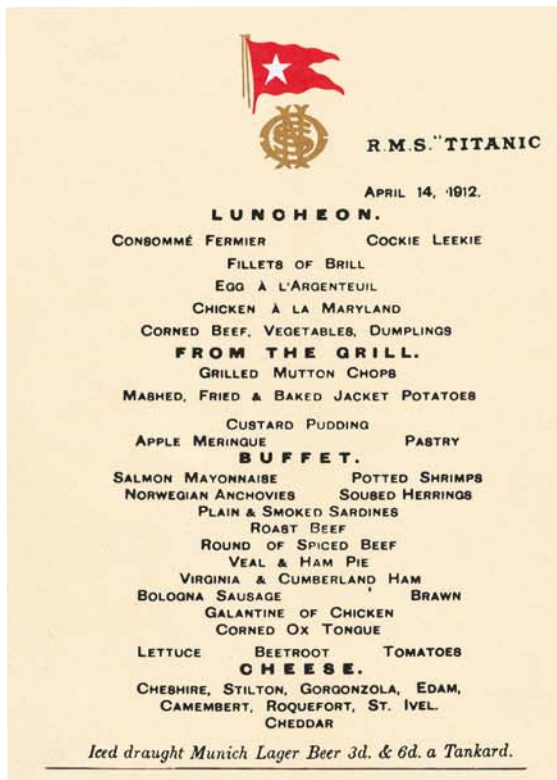 R.M.S. "TITANIC
APRIL 14, 1912.
LUNCHEON.
CONSOMMÉ FERMIER COCKIE LEEKIE
FILLETS OF BRILL
EGG À L'ARGENTEUIL
CHICKEN À LA MARYLAND
CORNED BEEF, VEGETABLES, DUMPLINGS
FROM THE GRILL.
GRILLED MUTTON CHOPS
MASHED, FRIED & BAKED JACKET POTATOES
CUSTARD PUDDING
APPLE MERINGUE PASTRY
BUFFET.
SALMON MAYONNAISE POTTED SHRIMPS
NORWEGIAN ANCHOVIES SOUSED HERRINGS
PLAIN & SMOKED SARDINES
ROAST BEEF
ROUND OF SPICED BEEF
VEAL & HAM PIE
VIRGINIA & CUMBERLAND HAM
BOLOGNA SAUSAGE BRAWN
GALANTINE OF CHICKEN
CORNED OX TONGUE
LETTUCE BEETROOT TOMATOES
CHEESE.
CHESHIRE, STILTON, GORGONZOLA, EDAM,
CAMEMBERT, ROQUEFORT, ST. IVEL.
CHEDDAR
Iced draught Munich Lager Beer 3d. & 6d. a Tankard.